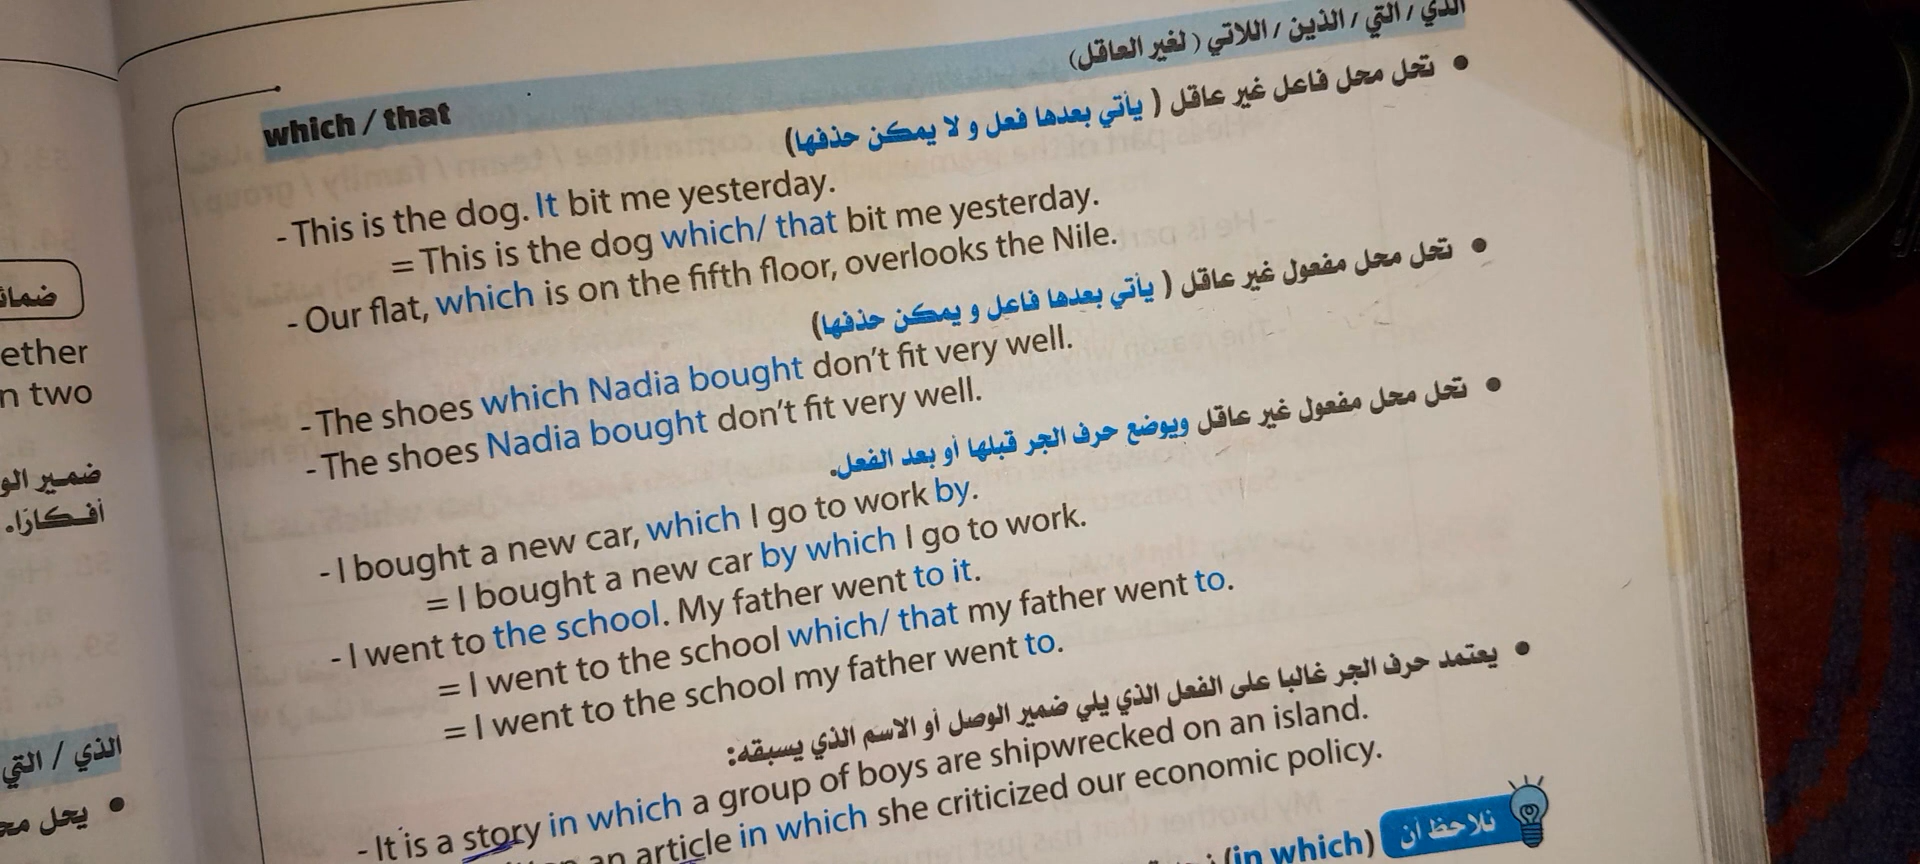 الذي / التي / الذين / اللاتي (لغير العاقل)
which / that
• تحل محل فاعل غير عاقل (يأتي بعدها فعل و لا يمكن حذفها)
- This is the dog. It bit me yesterday.
= This is the dog which/ that bit me yesterday.
- Our flat, which is on the fifth floor, overlooks the Nile.
• تحل محل مفعول غير عاقل (يأتي بعدها فاعل و يمكن حذفها)
- The shoes which Nadia bought don't fit very well.
- The shoes Nadia bought don't fit very well.
• تحل محل مفعول غير عاقل ويوضع حرف الجر قبلها أو بعد الفعل.
- I bought a new car, which I go to work by.
= I bought a new car by which I go to work.
- I went to the school. My father went to it.
= I went to the school which/ that my father went to.
= I went to the school my father went to.
• يعتمد حرف الجر غالبا على الفعل الذي يلي ضمير الوصل أو الاسم الذي يسبقه:
- It is a story in which a group of boys are shipwrecked on an island.
an article in which she criticized our economic policy.
نلاحظ أن
(in which)
ether
n two
ضمير
أفكارًا.
الذي / التي
• يحل